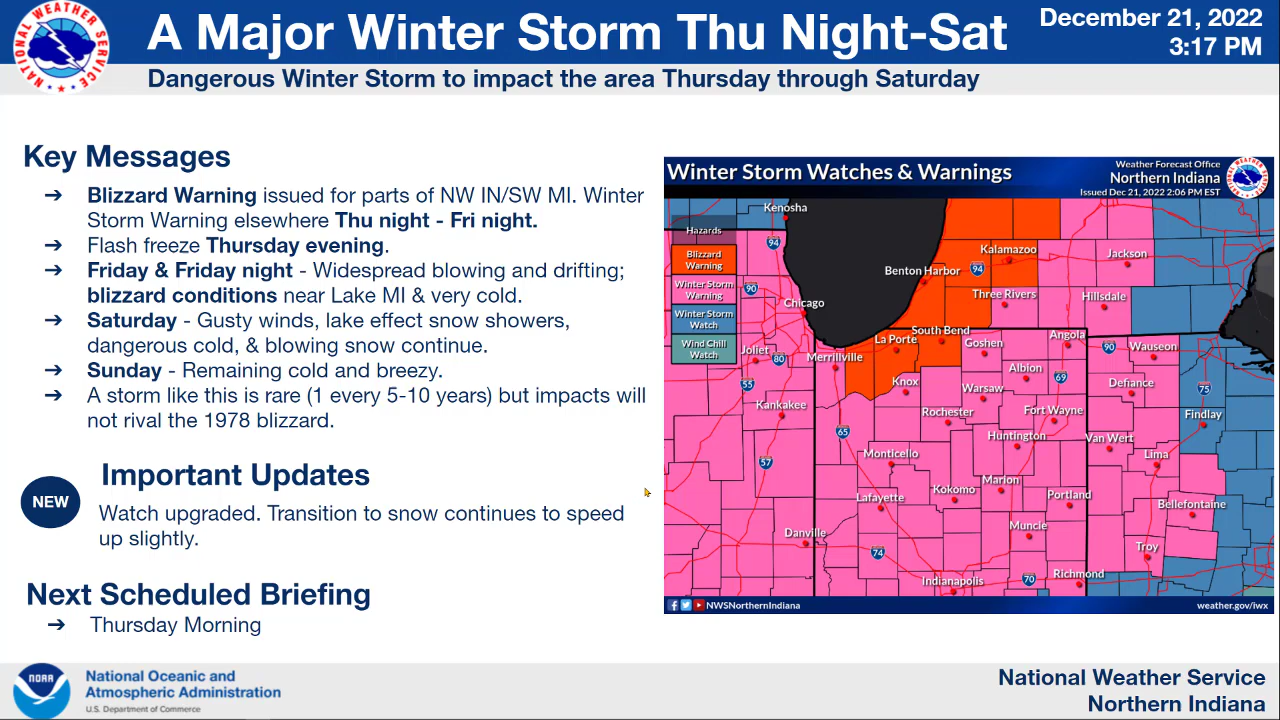 A Major Winter Storm Thu Night-Sat
December 21, 2022
3:17 PM
NATIONAL WEATHER SERVICE
Dangerous Winter Storm to impact the area Thursday through Saturday
Key Messages
➔ Blizzard Warning issued for parts of NW IN/SW MI. Winter
Storm Warning elsewhere Thu night - Fri night.
➔ Flash freeze Thursday evening.
➔ Friday & Friday night - Widespread blowing and drifting;
blizzard conditions near Lake MI & very cold.
➔ Saturday - Gusty winds, lake effect snow showers,
dangerous cold, & blowing snow continue.
➔ Sunday - Remaining cold and breezy.
➔ A storm like this is rare (1 every 5-10 years) but impacts will
not rival the 1978 blizzard.
NEW
Important Updates
Watch upgraded. Transition to snow continues to speed
up slightly.
Next Scheduled Briefing
➔ Thursday Morning
Winter Storm Watches & Warnings
Weather Forecast Office
Northern Indiana
Issued Dec 21, 2022 2:06 PM EST
Hazards
Blizzard
Warning
Winter Storm
Warning
Winter Storm
Watch
Wind Chill
Watch
Kenosha
94
Kalamazoo
Jackson
Benton Harbor
94
90
Three Rivers
Hillsdale
Chicago
South Bend
Angola
La Porte
Goshen
90
Wauseon
Joliet
80
Merrillville
Albion
69
55
Knox
Warsaw
Defiance
75
Kankakee
Rochester
Fort Wayne
Findlay
65
Huntington
Van Wert
57
Monticello
Lima
Marion
Kokomo
Portland
Lafayette
Bellefontaine
Muncie
Danville
74
Troy
Indianapolis
70
Richmond
NWSNorthernIndiana
weather.gov/iwx
NOAA
National Oceanic and
Atmospheric Administration
U.S. Department of Commerce
National Weather Service
Northern Indiana